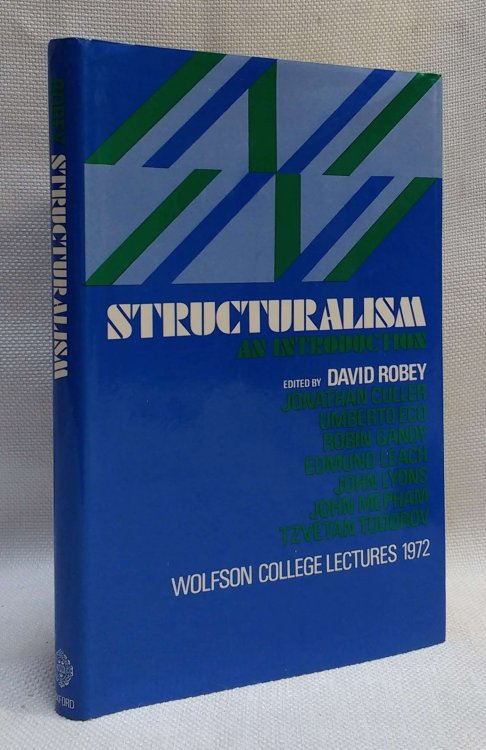 STRUCTURALISM
AN INTRODUCTION
EDITED BY DAVID ROBEY
JONATHAN CULLER
UMBERTO ECO
ROBIN GANDY
EDMUND LEACH
JOHN LYONS
JOHN MEPHAM
TZVETAN TODOROV
WOLFSON COLLEGE LECTURES 1972
ROBEY STRUCTURALISM
OXFORD